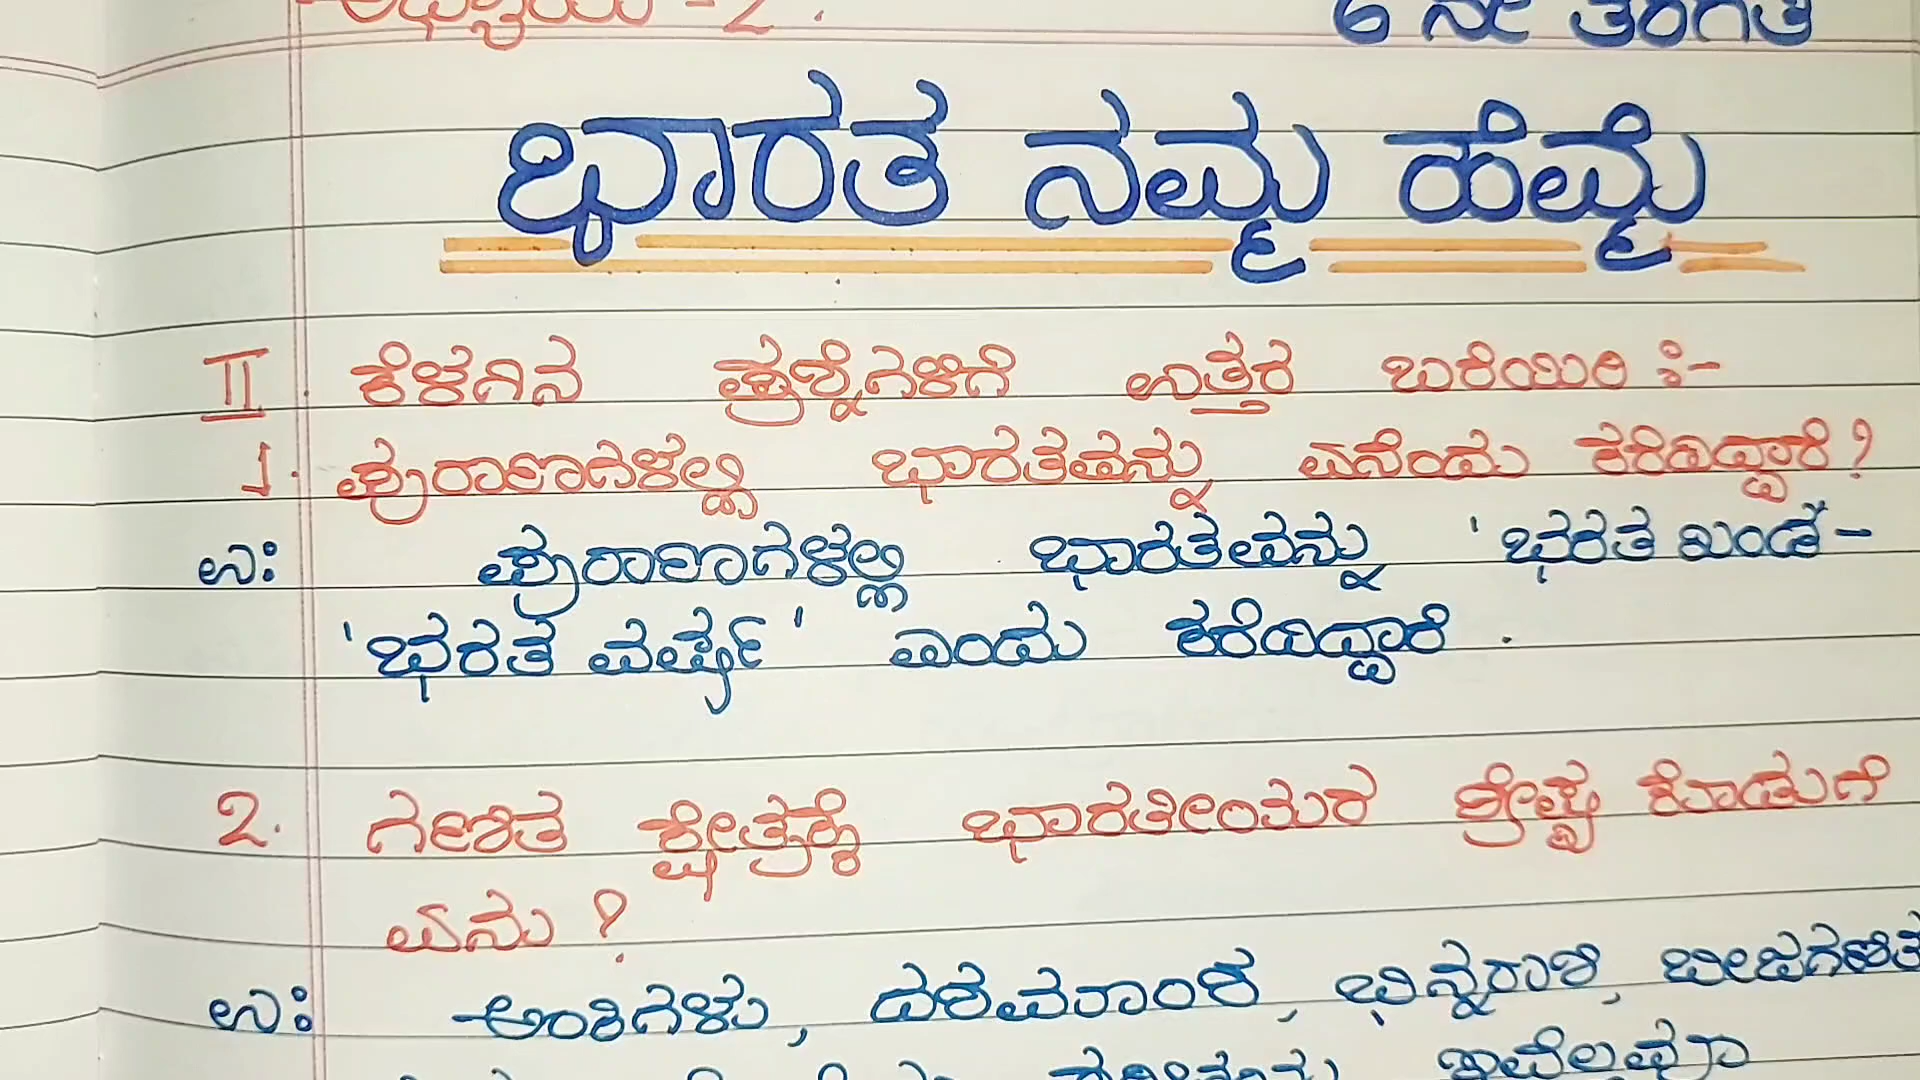 ಅಧ್ಯಾಯ - 2.
6 ನೇ ತರಗತಿ
ಭಾರತ ನಮ್ಮ ಹೆಮ್ಮೆ
II ಕೆಳಗಿನ ಪ್ರಶ್ನೆಗಳಿಗೆ ಉತ್ತರ ಬರೆಯಿರಿ :-
1. ಪುರಾಣಗಳಲ್ಲಿ ಭಾರತವನ್ನು ಏನೆಂದು ಕರೆದಿದ್ದಾರೆ?
ಉ: ಪುರಾಣಗಳಲ್ಲಿ ಭಾರತವನ್ನು 'ಭರತ ಖಂಡ -
'ಭರತ ವರ್ಷ' ಎಂದು ಕರೆದಿದ್ದಾರೆ.
2. ಗಣಿತ ಕ್ಷೇತ್ರಕ್ಕೆ ಭಾರತೀಯರ ಶ್ರೇಷ್ಠ ಕೊಡುಗೆ
ಏನು ?
ಉ: ಅಂಕಿಗಳು, ದಶಮಾಂಶ, ಭಿನ್ನರಾಶಿ, ಬೀಜಗಣಿತ